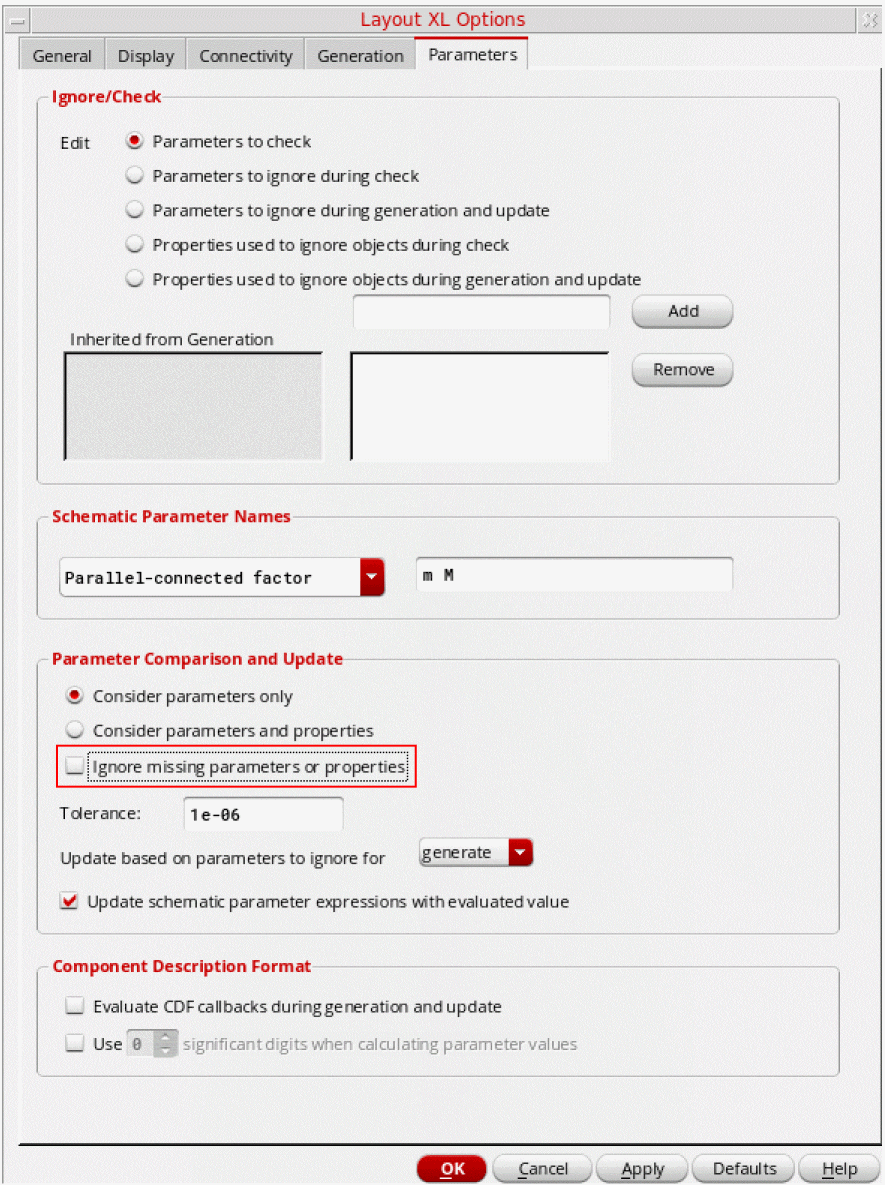 Layout XL Options
General Display Connectivity Generation Parameters
Ignore/Check
Edit Parameters to check
Parameters to ignore during check
Parameters to ignore during generation and update
Properties used to ignore objects during check
Properties used to ignore objects during generation and update
Add
Inherited from Generation
Remove
Schematic Parameter Names
Parallel-connected factor m M
Parameter Comparison and Update
Consider parameters only
Consider parameters and properties
Ignore missing parameters or properties
Tolerance: 1e-06
Update based on parameters to ignore for generate
Update schematic parameter expressions with evaluated value
Component Description Format
Evaluate CDF callbacks during generation and update
Use 0 significant digits when calculating parameter values
OK Cancel Apply Defaults Help